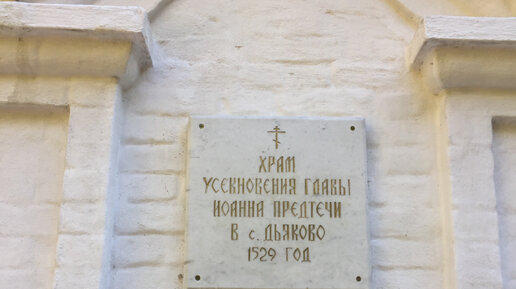 ХРАМ
УСЕКНОВЕНИЯ ГЛАВЫ
ИОАННА ПРЕДТЕЧИ
В с. ДЬЯКОВО
1529 ГОД